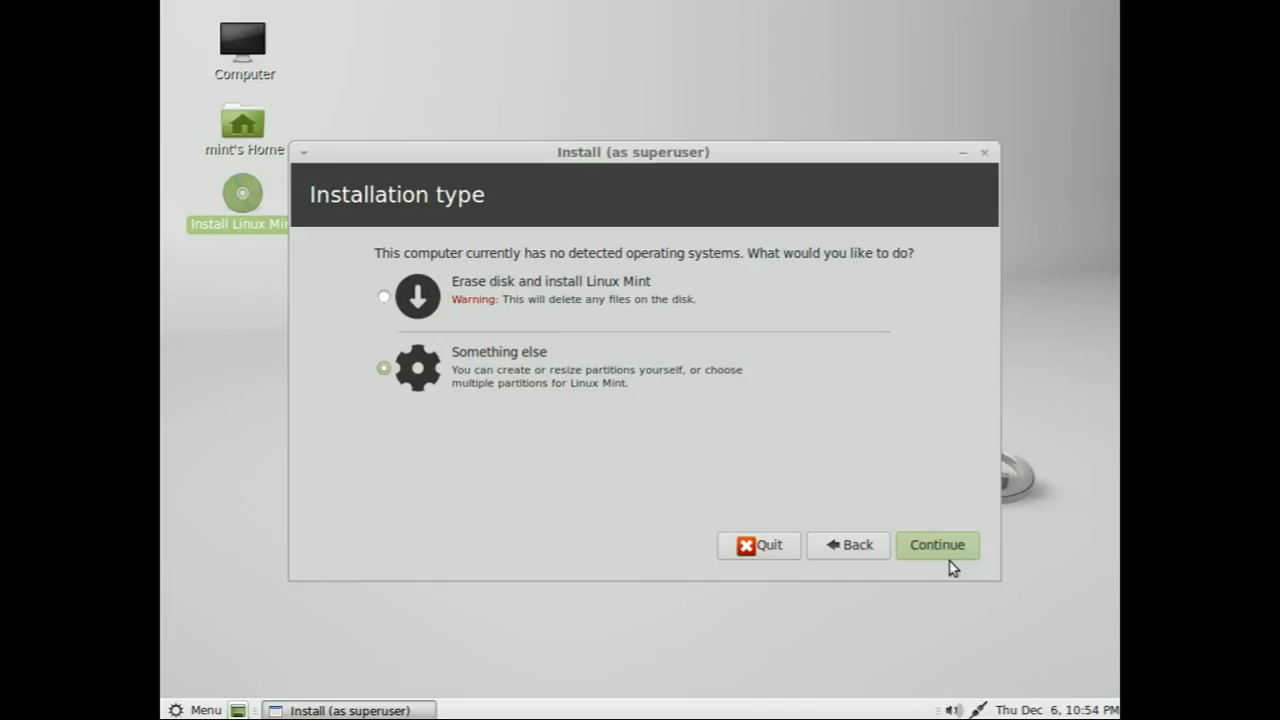 Computer
mint's Home
Install Linux Min
Install (as superuser)
Installation type
This computer currently has no detected operating systems. What would you like to do?
Erase disk and install Linux Mint
Warning: This will delete any files on the disk.
Something else
You can create or resize partitions yourself, or choose
multiple partitions for Linux Mint.
Quit
Back
Continue
Menu
Install (as superuser)
Thu Dec 6, 10:54 PM